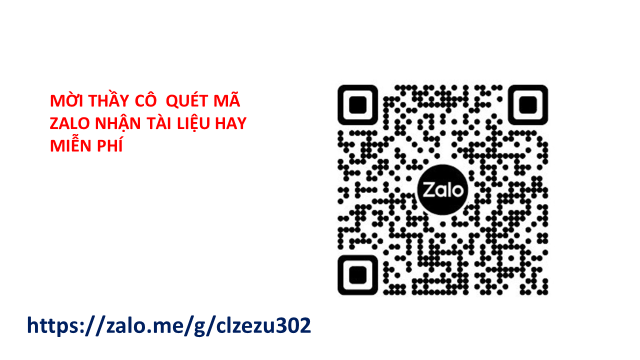 MỜI THẦY CÔ  QUÉT MÃ
ZALO NHẬN TÀI LIỆU HAY
MIỄN PHÍ
Zalo
https://zalo.me/g/clzezu302